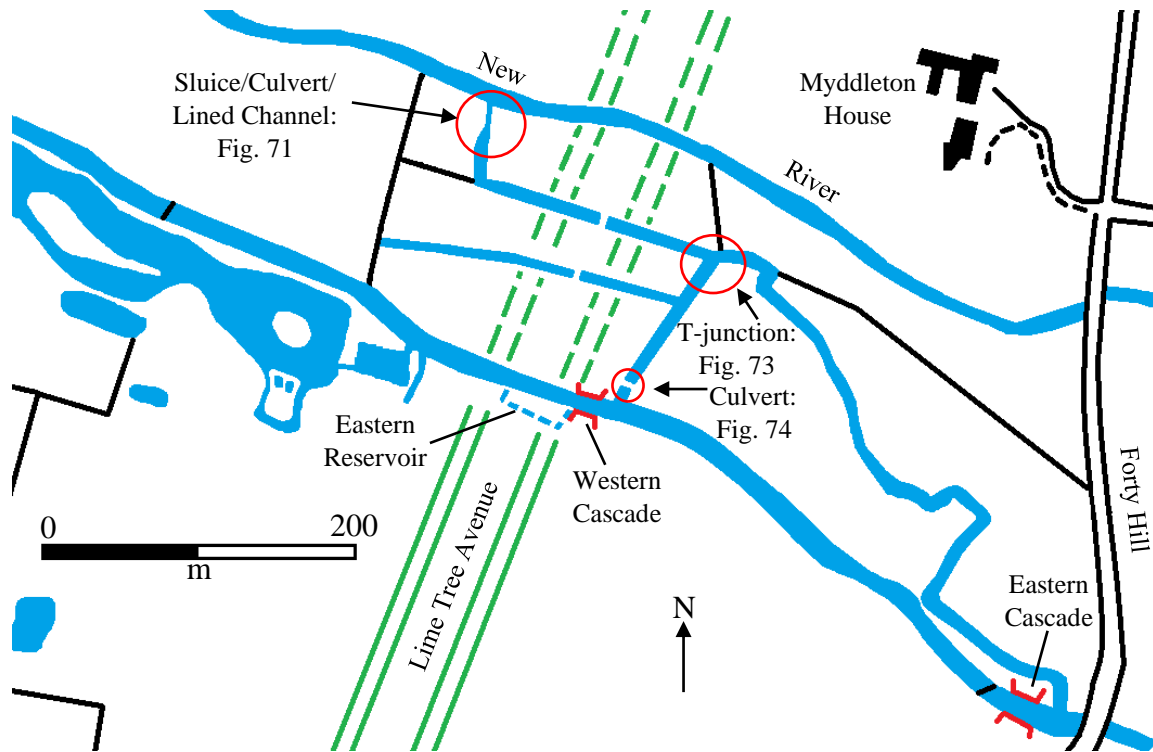 New
Sluice/Culvert/
Lined Channel:
Fig. 71
Myddleton
House
River
T-junction:
Fig. 73
Culvert:
Fig. 74
Eastern
Reservoir
Western
Cascade
Forty Hill
0 200
m
Lime Tree Avenue
N
Eastern
Cascade